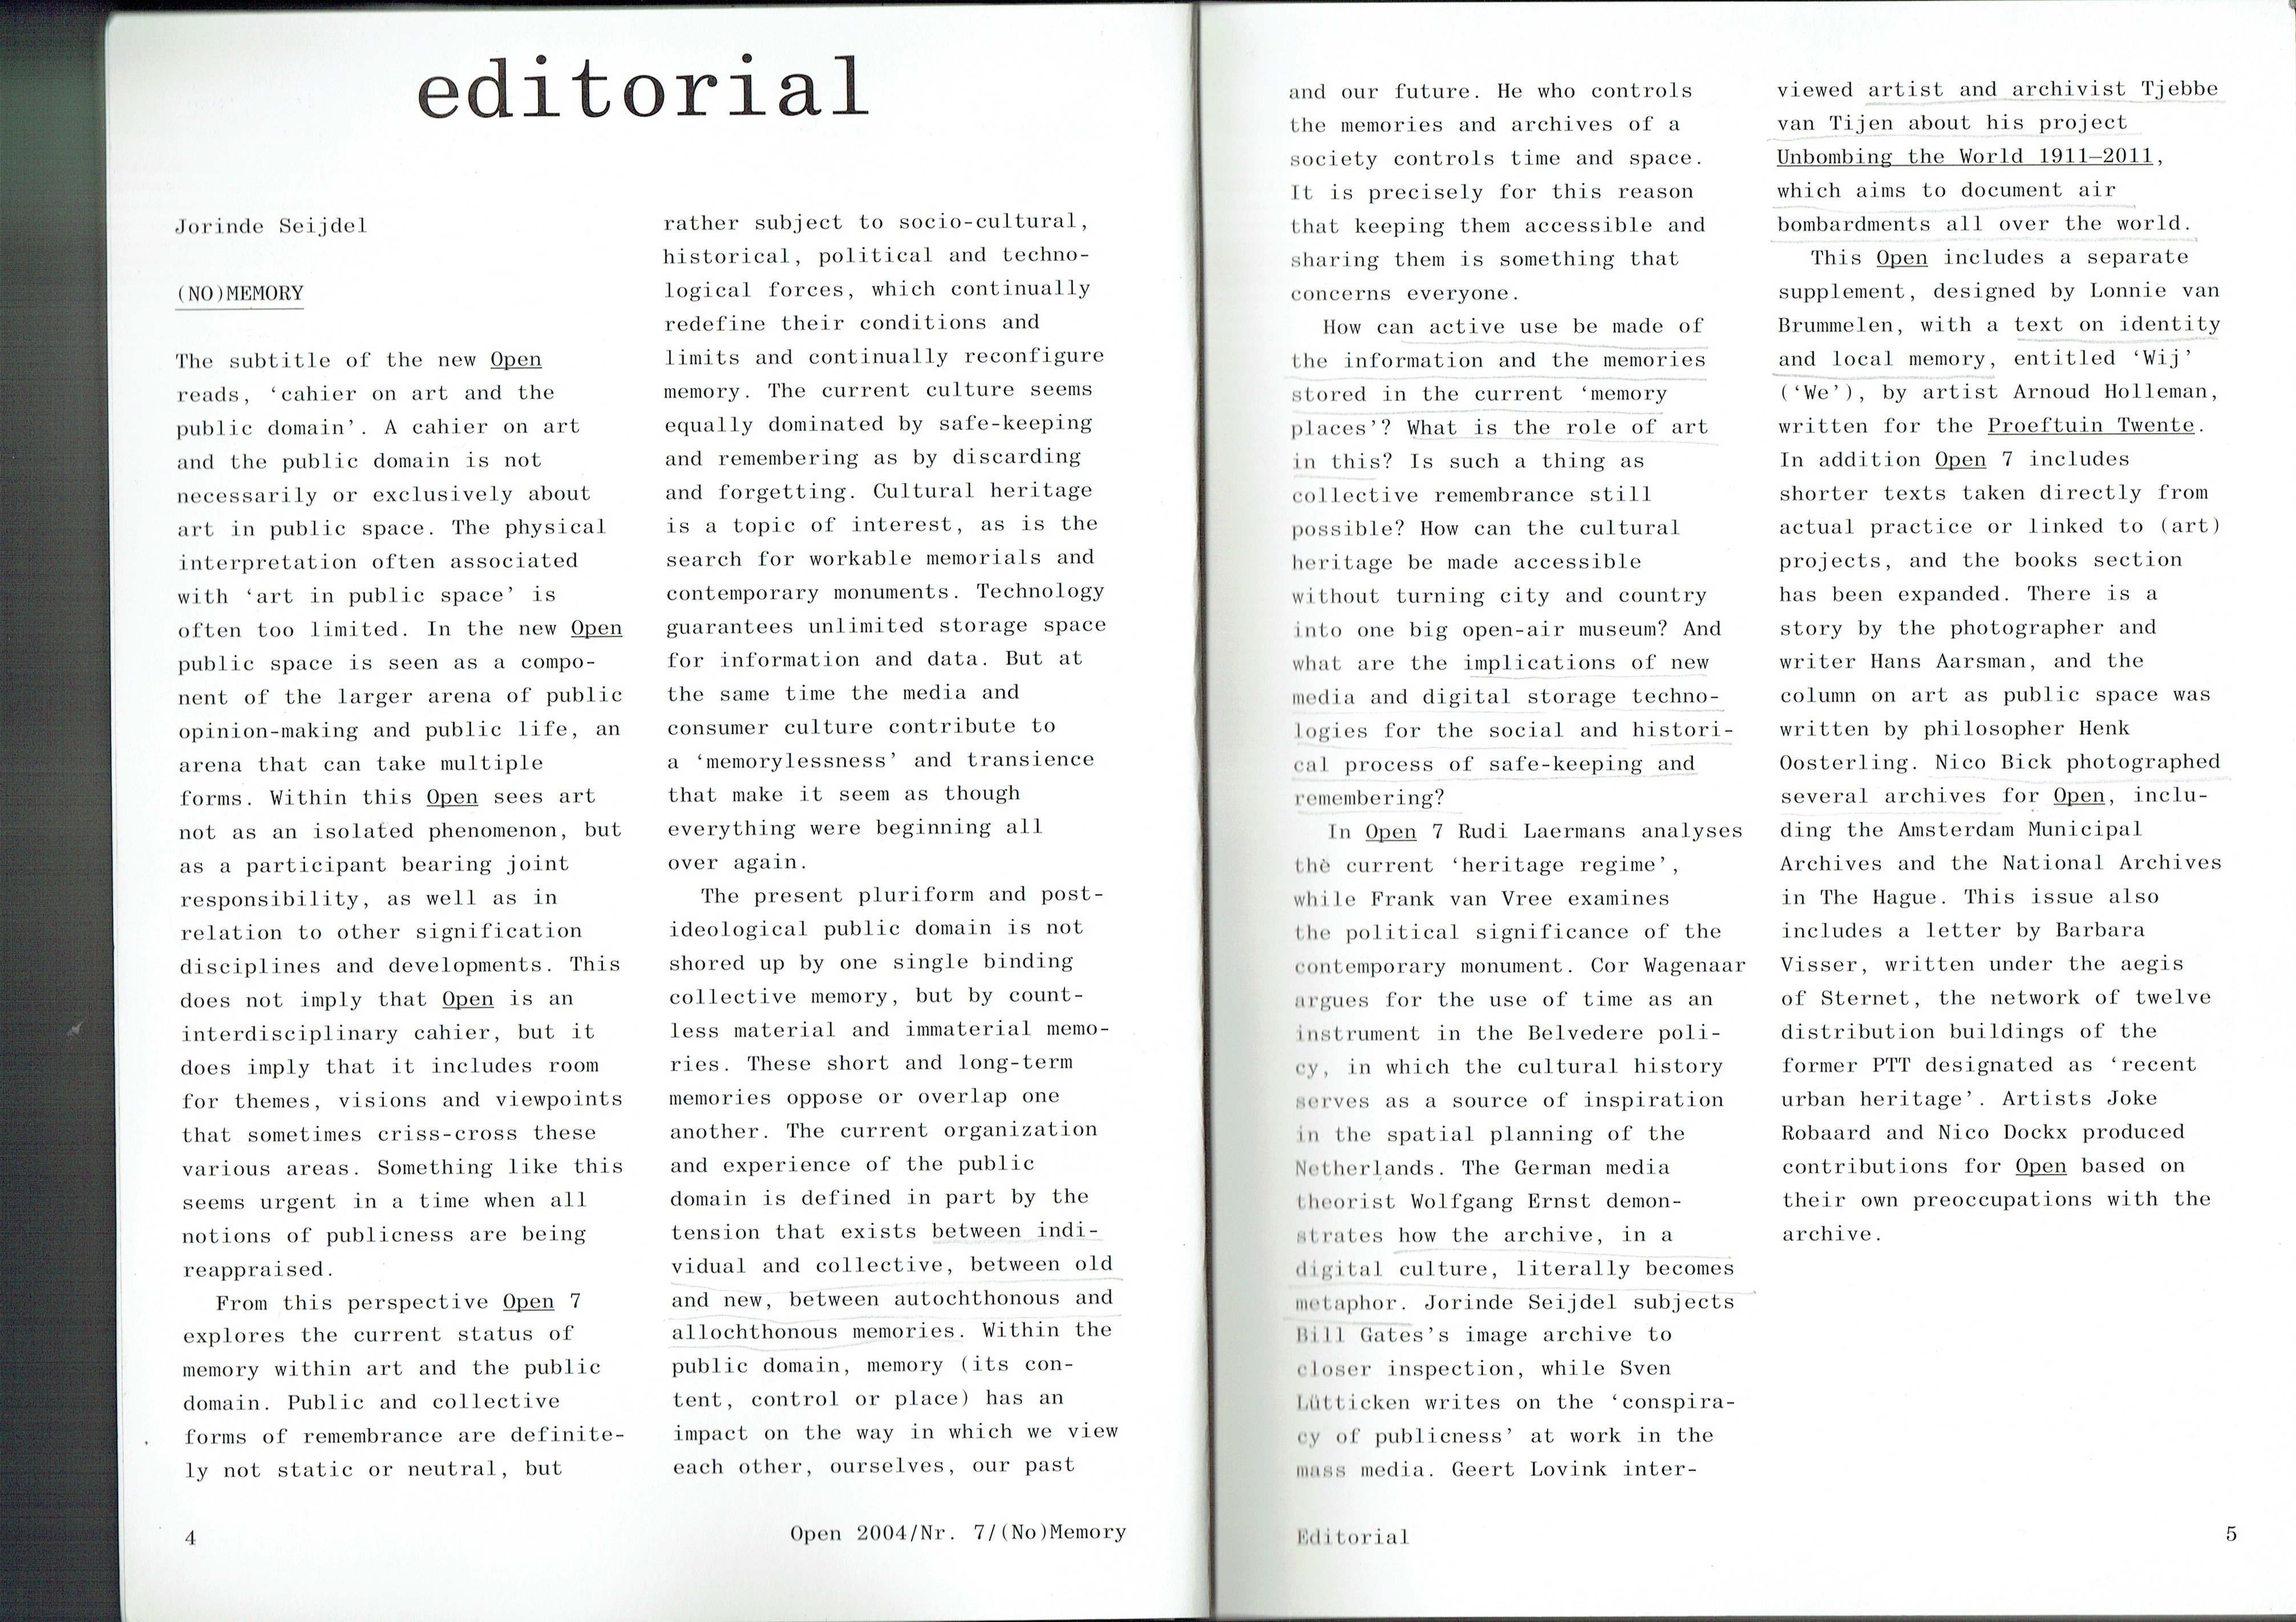 editorial
Jorinde Seijdel
(NO)MEMORY
The subtitle of the new Open
reads, ‘cahier on art and the
public domain’. A cahier on art
and the public domain is not
necessarily or exclusively about
art in public space. The physical
interpretation often associated
with ‘art in public space’ is
often too limited. In the new Open
public space is seen as a compo-
nent of the larger arena of public
opinion-making and public life, an
arena that can take multiple
forms. Within this Open sees art
not as an isolated phenomenon, but
as a participant bearing joint
responsibility, as well as in
relation to other signification
disciplines and developments. This
does not imply that Open is an
interdisciplinary cahier, but it
does imply that it includes room
for themes, visions and viewpoints
that sometimes criss-cross these
various areas. Something like this
seems urgent in a time when all
notions of publicness are being
reappraised.
From this perspective Open 7
explores the current status of
memory within art and the public
domain. Public and collective
forms of remembrance are definite-
ly not static or neutral, but
rather subject to socio-cultural,
historical, political and techno-
logical forces, which continually
redefine their conditions and
limits and continually reconfigure
memory. The current culture seems
equally dominated by safe-keeping
and remembering as by discarding
and forgetting. Cultural heritage
is a topic of interest, as is the
search for workable memorials and
contemporary monuments. Technology
guarantees unlimited storage space
for information and data. But at
the same time the media and
consumer culture contribute to
a ‘memorylessness’ and transience
that make it seem as though
everything were beginning all
over again.
The present pluriform and post-
ideological public domain is not
shored up by one single binding
collective memory, but by count-
less material and immaterial memo-
ries. These short and long-term
memories oppose or overlap one
another. The current organization
and experience of the public
domain is defined in part by the
tension that exists between indi-
vidual and collective, between old
and new, between autochthonous and
allochthonous memories. Within the
public domain, memory (its con-
tent, control or place) has an
impact on the way in which we view
each other, ourselves, our past
4
Open 2004/Nr. 7/(No)Memory
and our future. He who controls
the memories and archives of a
society controls time and space.
It is precisely for this reason
that keeping them accessible and
sharing them is something that
concerns everyone.
How can active use be made of
the information and the memories
stored in the current ‘memory
places’? What is the role of art
in this? Is such a thing as
collective remembrance still
possible? How can the cultural
heritage be made accessible
without turning city and country
into one big open-air museum? And
what are the implications of new
media and digital storage techno-
logies for the social and histori-
cal process of safe-keeping and
remembering?
In Open 7 Rudi Laermans analyses
the current ‘heritage regime’,
while Frank van Vree examines
the political significance of the
contemporary monument. Cor Wagenaar
argues for the use of time as an
instrument in the Belvedere poli-
cy, in which the cultural history
serves as a source of inspiration
in the spatial planning of the
Netherlands. The German media
theorist Wolfgang Ernst demon-
strates how the archive, in a
digital culture, literally becomes
metaphor. Jorinde Seijdel subjects
Bill Gates’s image archive to
closer inspection, while Sven
Lütticken writes on the ‘conspira-
cy of publicness’ at work in the
mass media. Geert Lovink inter-
viewed artist and archivist Tjebbe
van Tijen about his project
Unbombing the World 1911–2011,
which aims to document air
bombardments all over the world.
This Open includes a separate
supplement, designed by Lonnie van
Brummelen, with a text on identity
and local memory, entitled ‘Wij’
(‘We’), by artist Arnoud Holleman,
written for the Proeftuin Twente.
In addition Open 7 includes
shorter texts taken directly from
actual practice or linked to (art)
projects, and the books section
has been expanded. There is a
story by the photographer and
writer Hans Aarsman, and the
column on art as public space was
written by philosopher Henk
Oosterling. Nico Bick photographed
several archives for Open, inclu-
ding the Amsterdam Municipal
Archives and the National Archives
in The Hague. This issue also
includes a letter by Barbara
Visser, written under the aegis
of Sternet, the network of twelve
distribution buildings of the
former PTT designated as ‘recent
urban heritage’. Artists Joke
Robaard and Nico Dockx produced
contributions for Open based on
their own preoccupations with the
archive.
Editorial
5